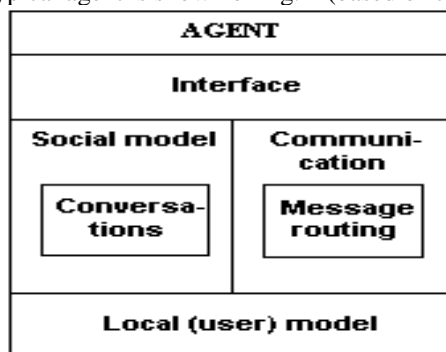 AGENT
Interface
Social model
Conversa-
tions
Communi-
cation
Message
routing
Local (user) model